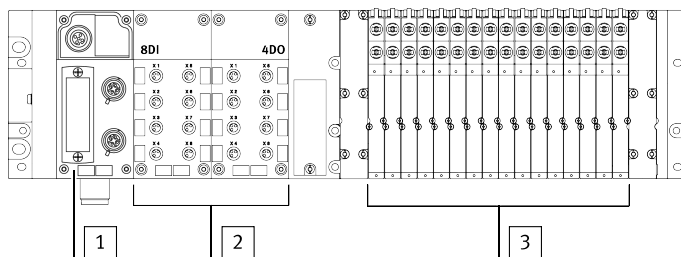 8DI 4DO
X1 X5 X1 X5
X2 X6 X2 X6
X3 X7 X3 X7
X4 X8 X4 X8
1 2 3